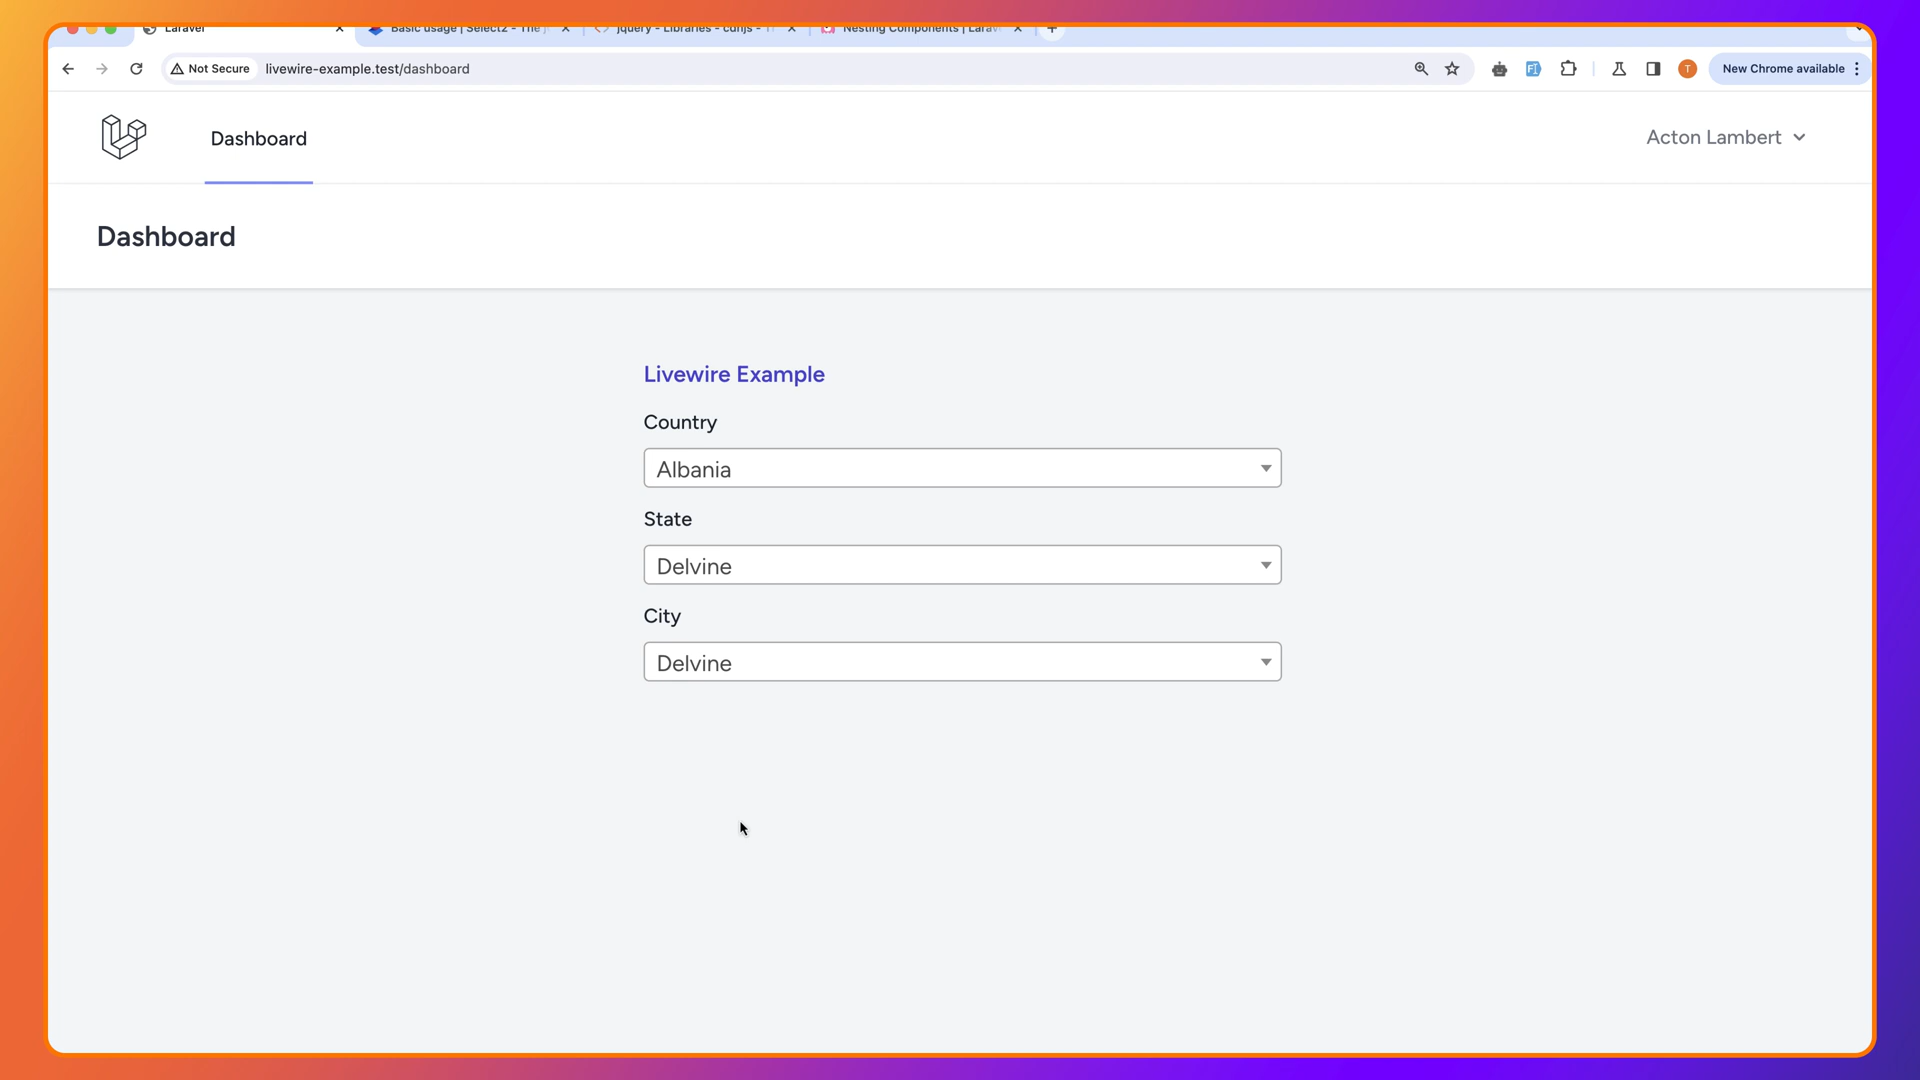 Laravel
Basic usage | Select2 - The j
jquery - Libraries - cdnjs - T
Nesting Components | Larav
Not Secure
livewire-example.test/dashboard
T
New Chrome available
Dashboard
Acton Lambert
Dashboard
Livewire Example
Country
Albania
State
Delvine
City
Delvine